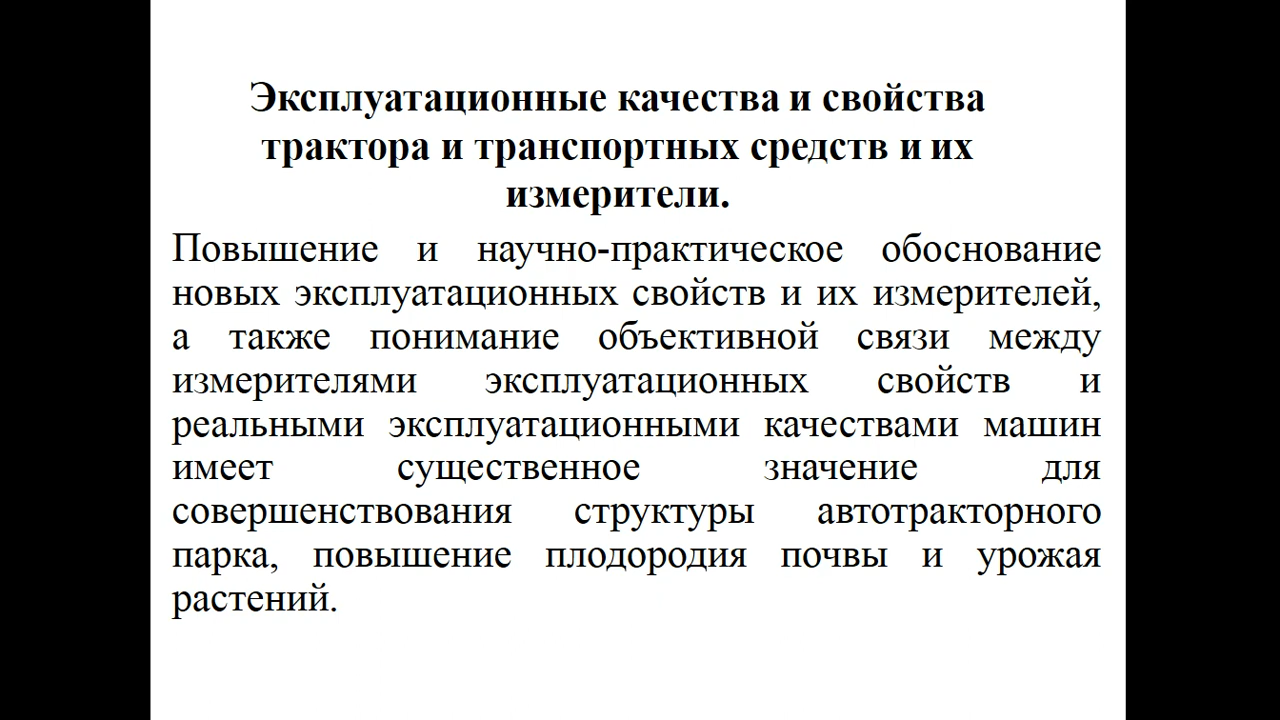 Эксплуатационные качества и свойства
трактора и транспортных средств и их
измерители.
Повышение и научно-практическое обоснование
новых эксплуатационных свойств и их измерителей,
а также понимание объективной связи между
измерителями эксплуатационных свойств и
реальными эксплуатационными качествами машин
имеет существенное значение для
совершенствования структуры автотракторного
парка, повышение плодородия почвы и урожая
растений.